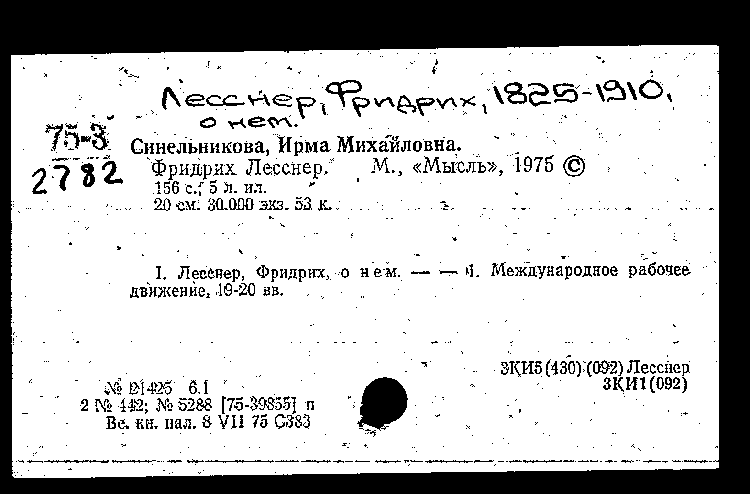 Лесснер, Фридрих, 1825-1910,
о нем.
75-3
2782
Синельникова, Ирма Михайловна.
Фридрих Лесснер. М., «Мысль», 1975 ©
156 с.; 5 л. ил.
20 см. 30.000 экз. 53 к.
I. Лесснер, Фридрих, о нем. — — 1. Международное рабочее
движение, 19-20 вв.
3КИ5(430)(092) Лесснер
3КИ1(092)
№ 6.1
2 № 442; № 5288 [75-39855] п
Вс. кн. пал. 8 VII 75 С383